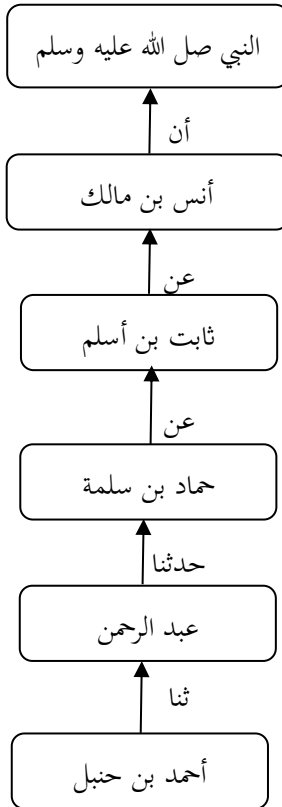 النبي صل الله عليه وسلم
أن
أنس بن مالك
عن
ثابت بن أسلم
عن
حماد بن سلمة
حدثنا
عبد الرحمن
ثنا
أحمد بن حنبل